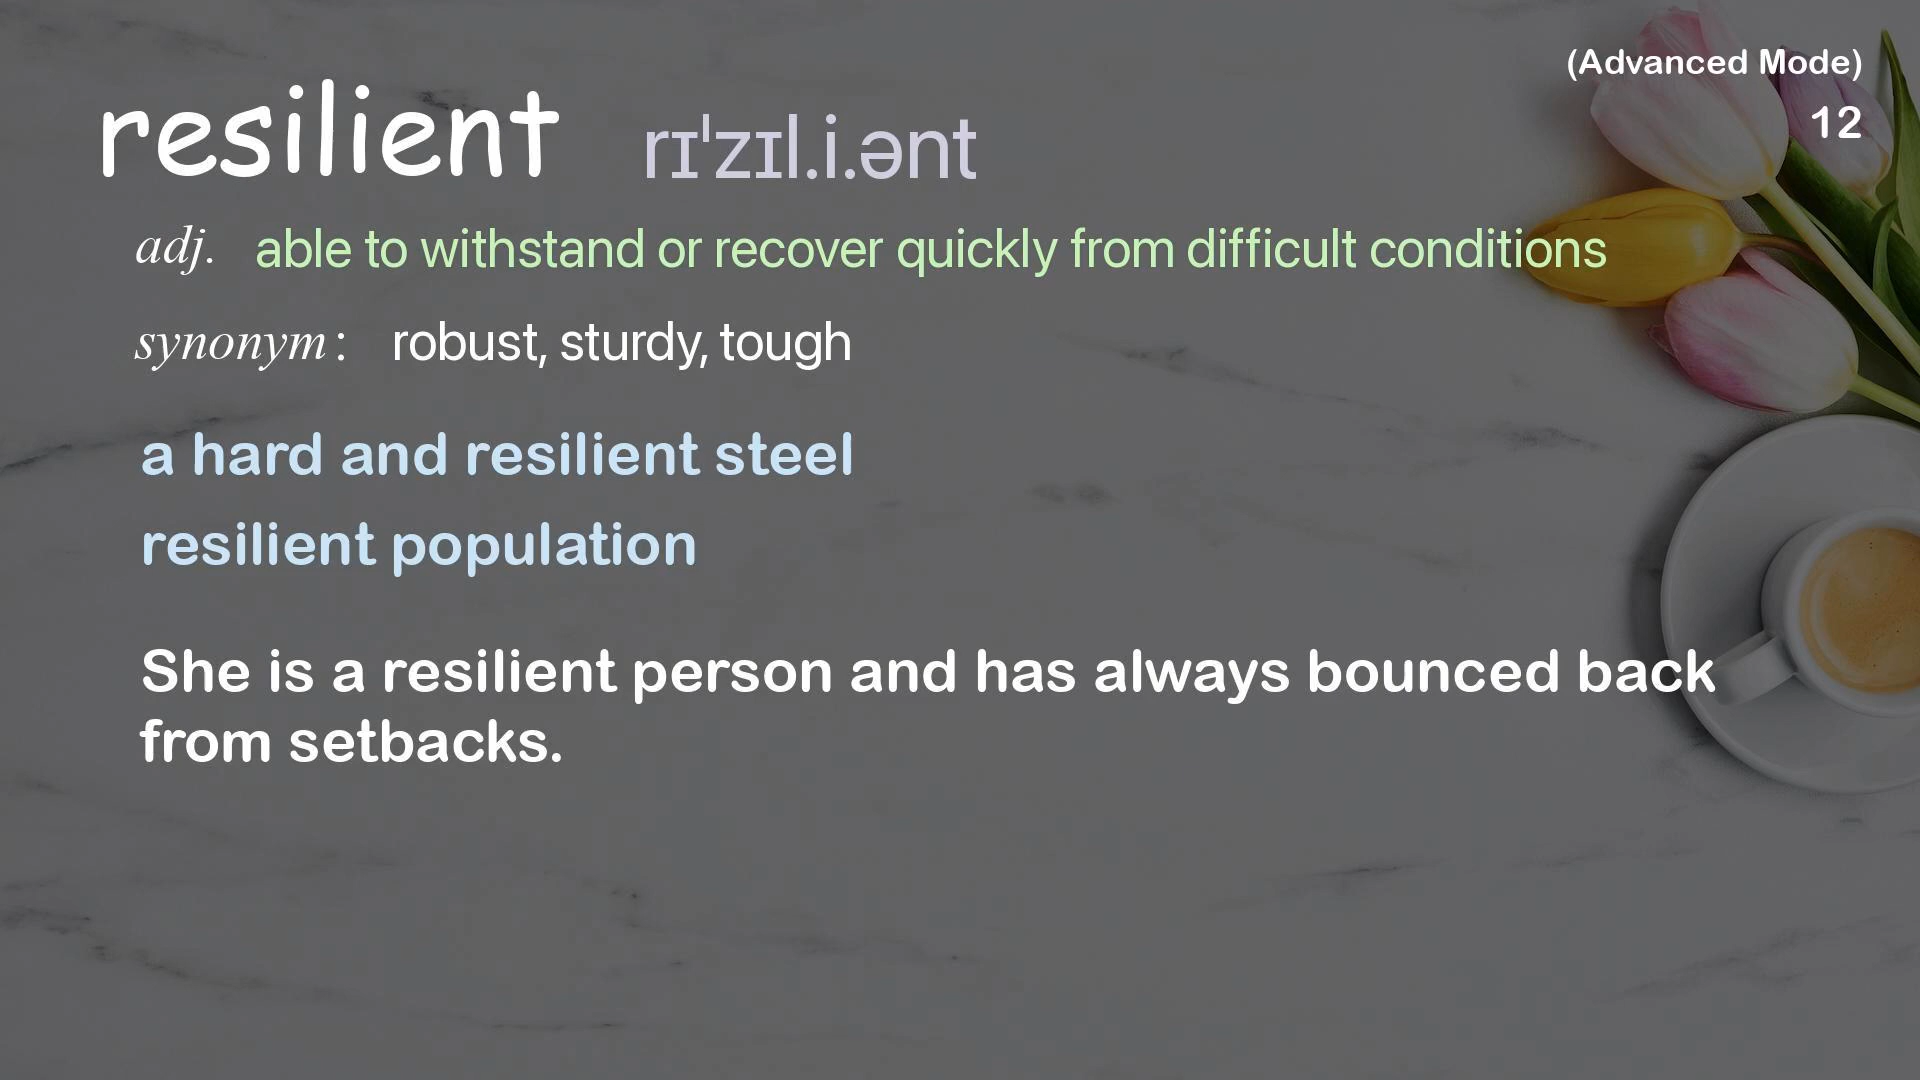 (Advanced Mode)
12
resilient rɪˈzɪl.i.ənt
adj. able to withstand or recover quickly from difficult conditions
synonym: robust, sturdy, tough
a hard and resilient steel
resilient population
She is a resilient person and has always bounced back
from setbacks.